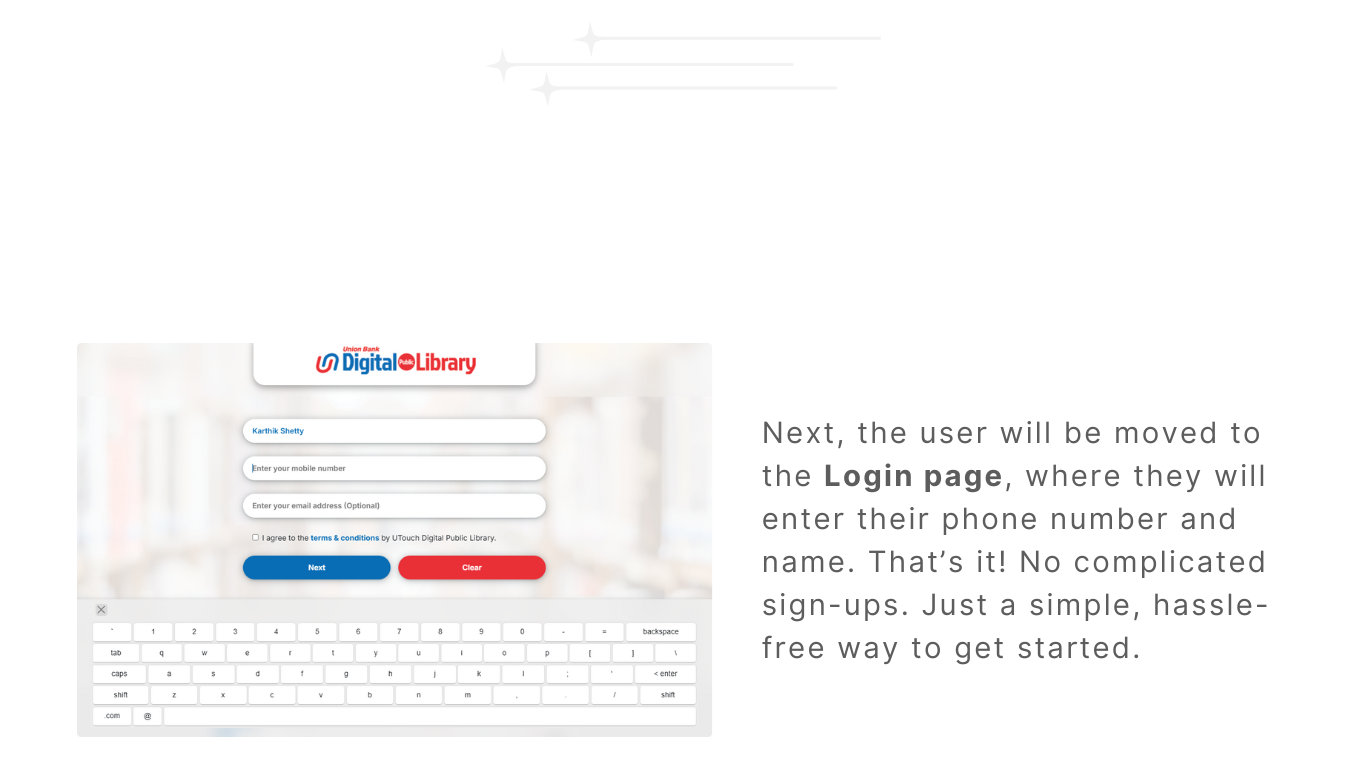 Union Bank
Digital Public Library
Karthik Shetty
Enter your mobile number
Enter your email address (Optional)
I agree to the terms & conditions by UTouch Digital Public Library.
Next Clear
` 1 2 3 4 5 6 7 8 9 0 - = backspace
tab q w e r t y u i o p [ ] \
caps a s d f g h j k l ; ' < enter
shift z x c v b n m , . / shift
.com @
Next, the user will be moved to
the Login page, where they will
enter their phone number and
name. That’s it! No complicated
sign-ups. Just a simple, hassle-
free way to get started.